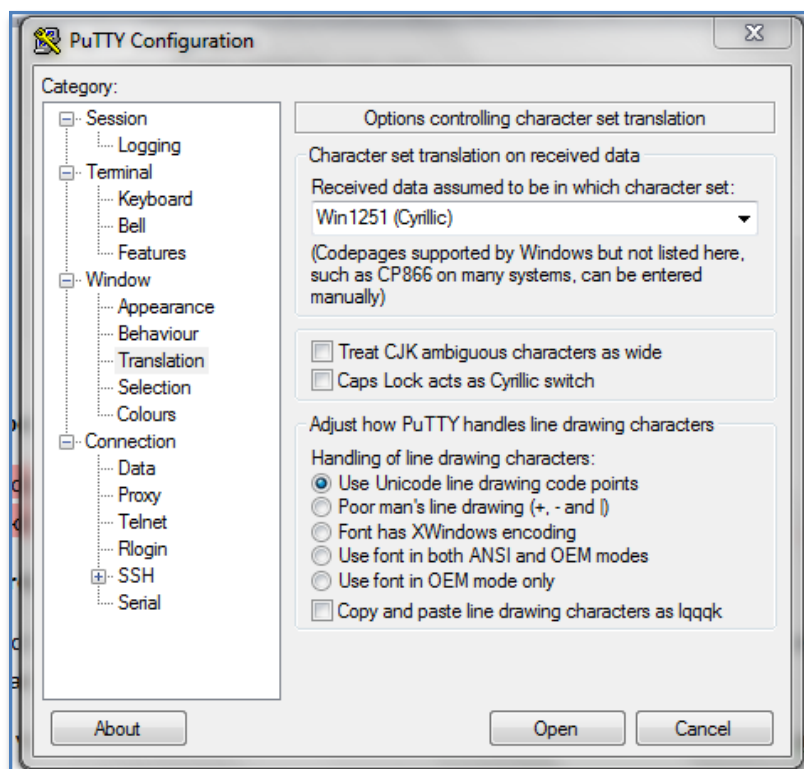 PuTTY Configuration
Category:
Session
Logging
Terminal
Keyboard
Bell
Features
Window
Appearance
Behaviour
Translation
Selection
Colours
Connection
Data
Proxy
Telnet
Rlogin
SSH
Serial
Options controlling character set translation
Character set translation on received data
Received data assumed to be in which character set:
Win1251 (Cyrillic)
(Codepages supported by Windows but not listed here,
such as CP866 on many systems, can be entered
manually)
Treat CJK ambiguous characters as wide
Caps Lock acts as Cyrillic switch
Adjust how PuTTY handles line drawing characters
Handling of line drawing characters:
Use Unicode line drawing code points
Poor man's line drawing (+, - and |)
Font has XWindows encoding
Use font in both ANSI and OEM modes
Use font in OEM mode only
Copy and paste line drawing characters as lqqqk
About
Open
Cancel